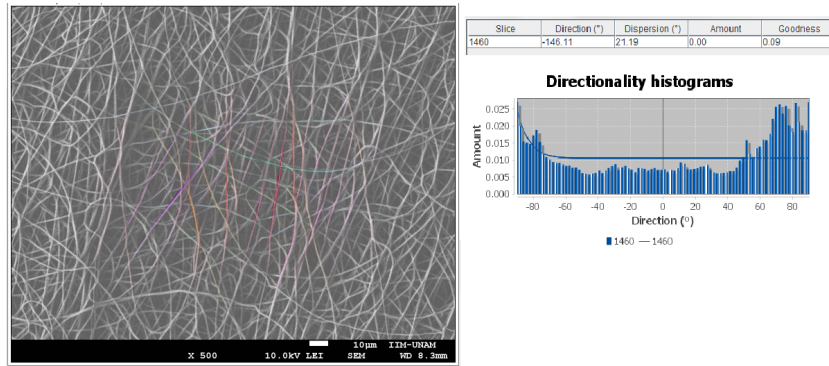 Slice Direction (°) Dispersion (°) Amount Goodness
1460 -146.11 21.19 0.00 0.09
Directionality histograms
Amount
0.025
0.020
0.015
0.010
0.005
0.000
-80 -60 -40 -20 0 20 40 60 80
Direction (°)
1460 1460
10μm IIM-UNAM
X 500 10.0kV LEI SEM WD 8.3mm